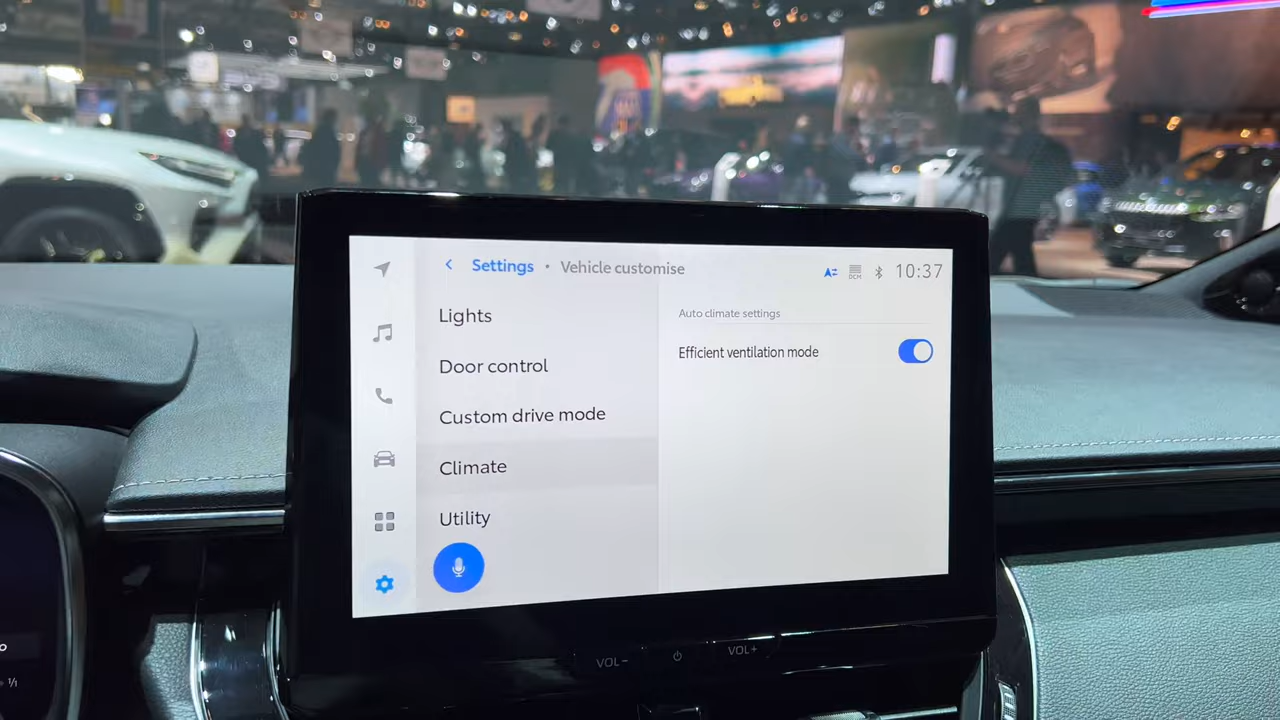 Settings • Vehicle customise
DCM
10:37
Lights
Door control
Custom drive mode
Climate
Utility
Auto climate settings
Efficient ventilation mode
VOL-
VOL+